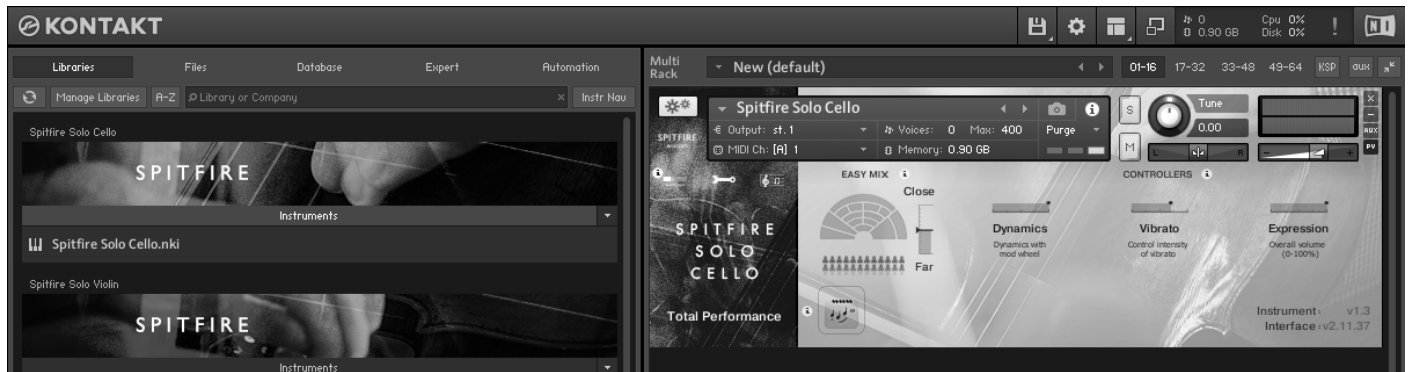 KONTAKT
0
0.90 GB
Cpu 0%
Disk 0%
!
Libraries Files Database Expert Automation
Manage Libraries A-Z Library or Company × Instr Nav
Spitfire Solo Cello
SPITFIRE
Instruments
Spitfire Solo Cello.nki
Spitfire Solo Violin
SPITFIRE
Instruments
Multi
Rack
New (default)
01-16 17-32 33-48 49-64 KSP aux
Spitfire Solo Cello
Output: st.1 Voices: 0 Max: 400 Purge
MIDI Ch: [A] 1 Memory: 0.90 GB
S
M
Tune
0.00
L R
- +
×
-
AUX
PV
SPITFIRE
EASY MIX i
Close
Far
CONTROLLERS i
Dynamics
Dynamics with
mod wheel
Vibrato
Control intensity
of vibrato
Expression
Overall volume
(0-100%)
SPITFIRE
SOLO
CELLO
Total Performance
Instrument: v1.3
Interface: v2.11.37